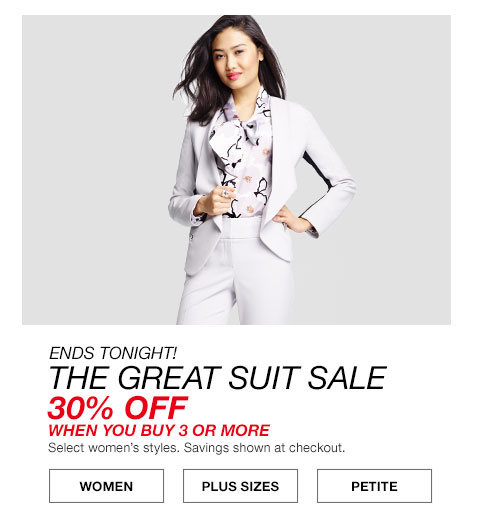 ENDS TONIGHT!
THE GREAT SUIT SALE
30% OFF
WHEN YOU BUY 3 OR MORE
Select women's styles. Savings shown at checkout.
WOMEN
PLUS SIZES
PETITE